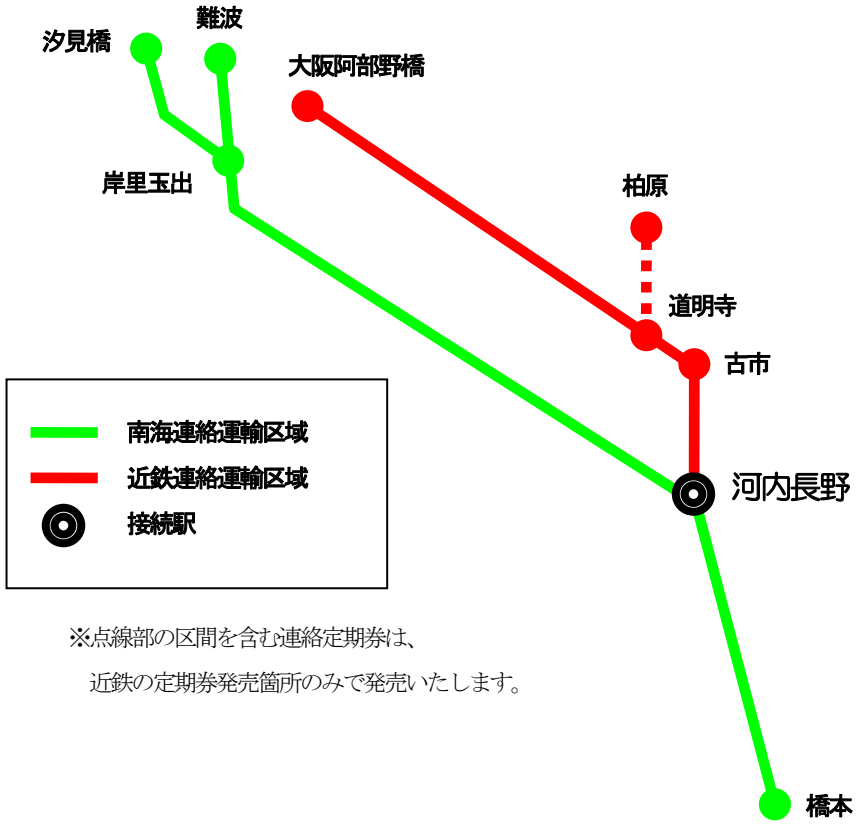 難波
汐見橋
大阪阿部野橋
岸里玉出
柏原
道明寺
古市
南海連絡運輸区域
近鉄連絡運輸区域
接続駅
河内長野
※点線部の区間を含む連絡定期券は、
近鉄の定期券発売箇所のみで発売いたします。
橋本